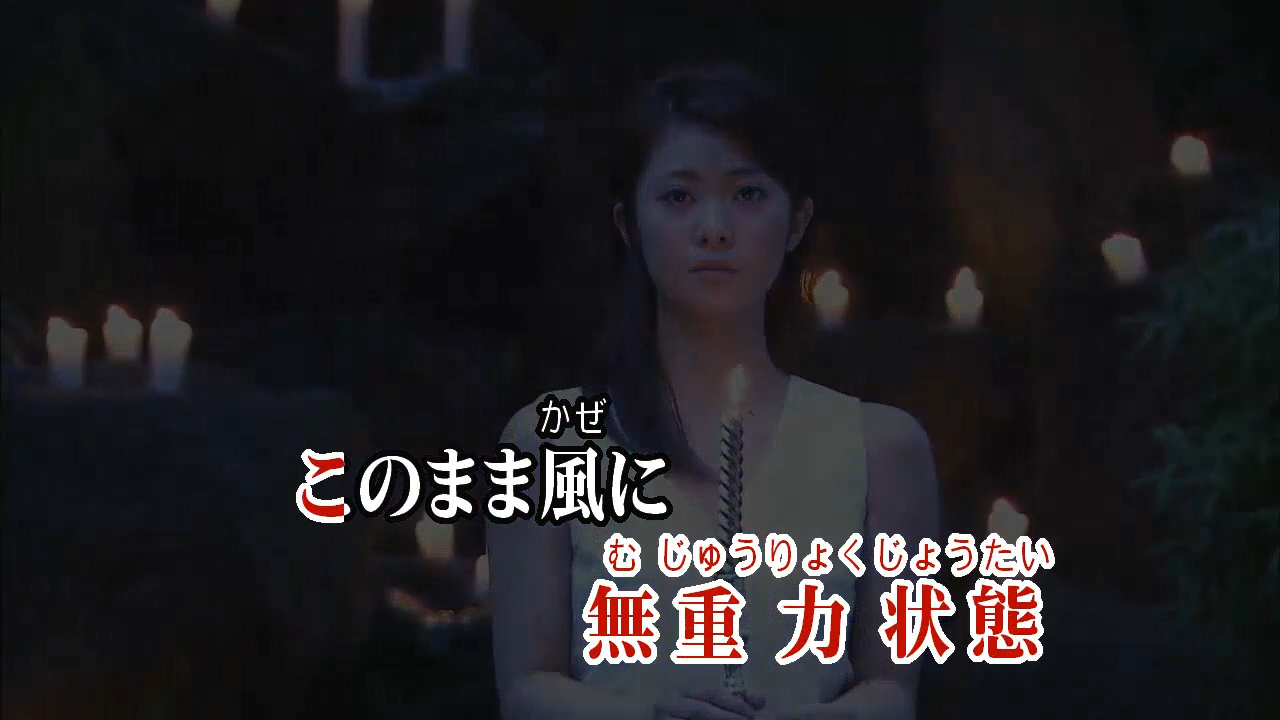 かぜ
このまま風に
むじゅうりょくじょうたい
無重力状態